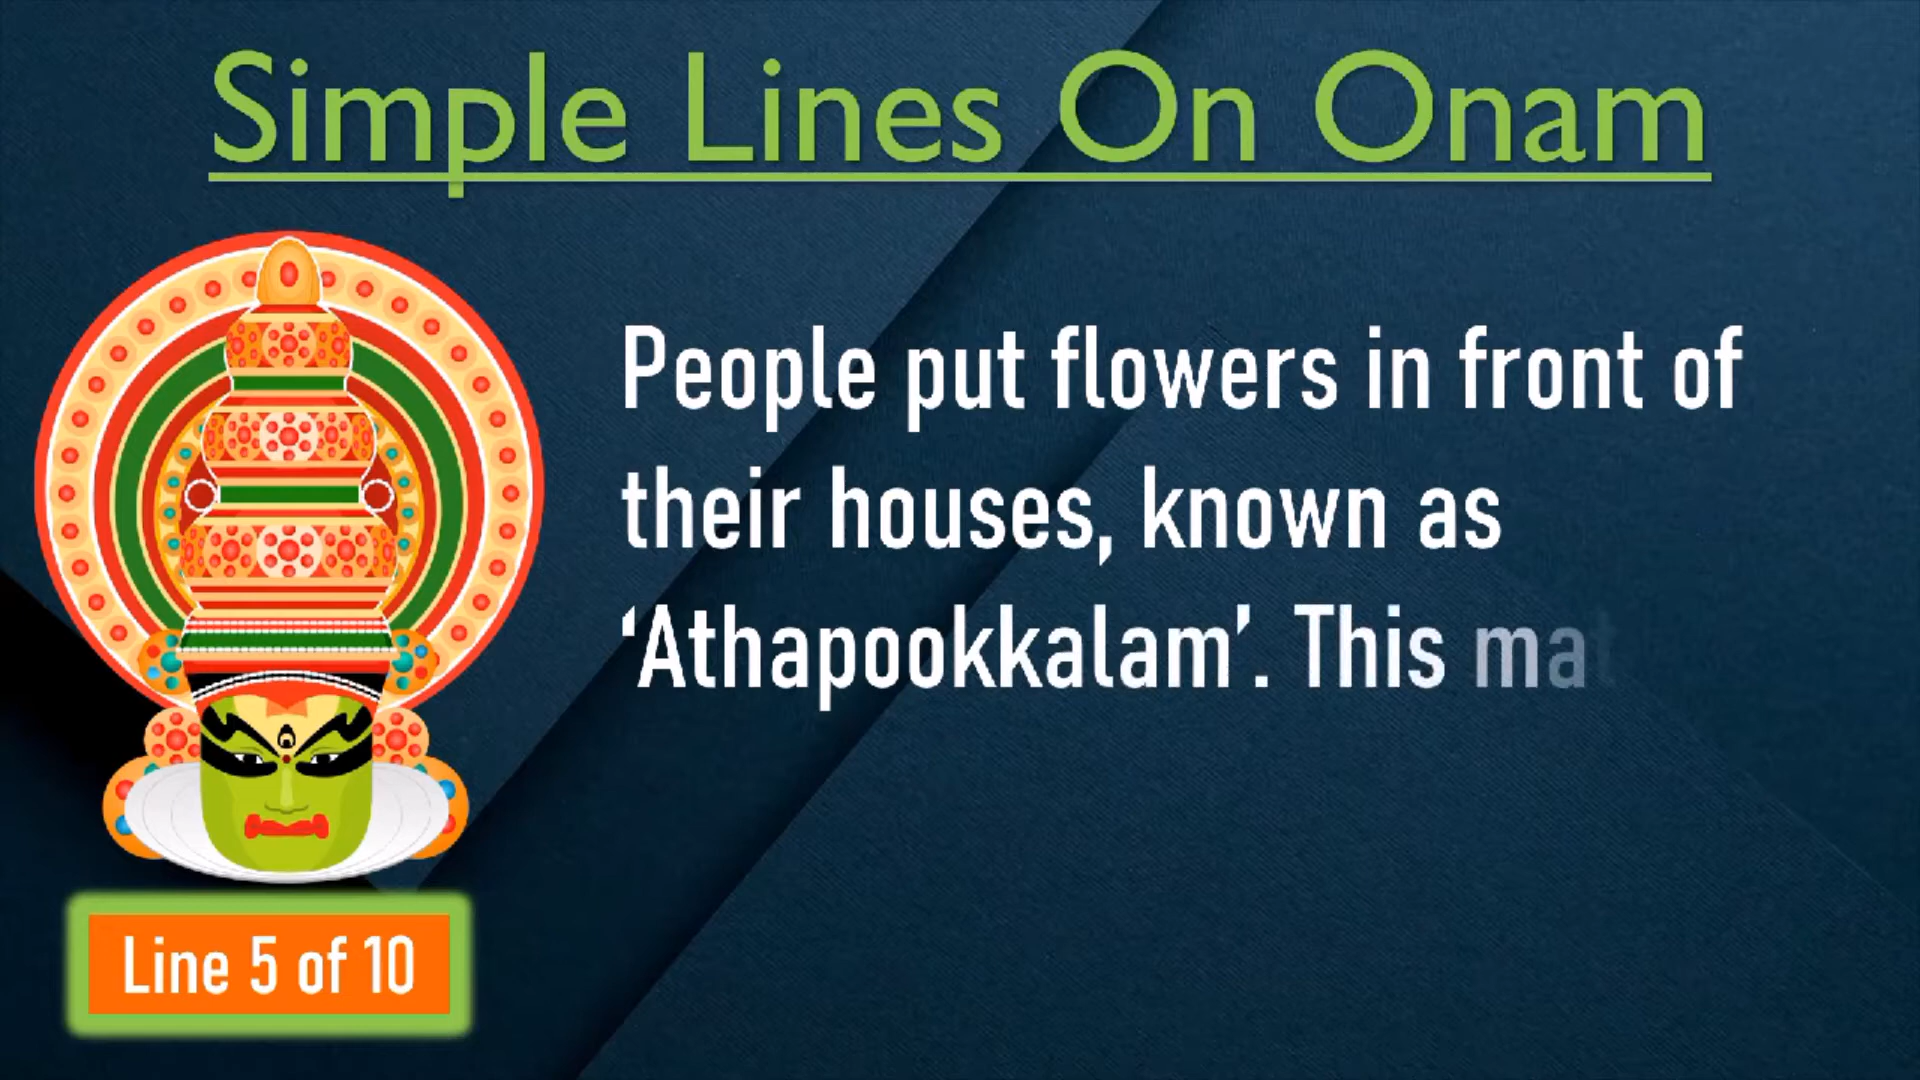 Simple Lines On Onam
People put flowers in front of
their houses, known as
‘Athapookkalam’. This
Line 5 of 10